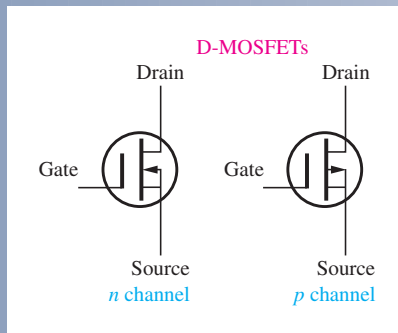 D-MOSFETs
Drain Drain
Gate Gate
Source Source
n channel p channel